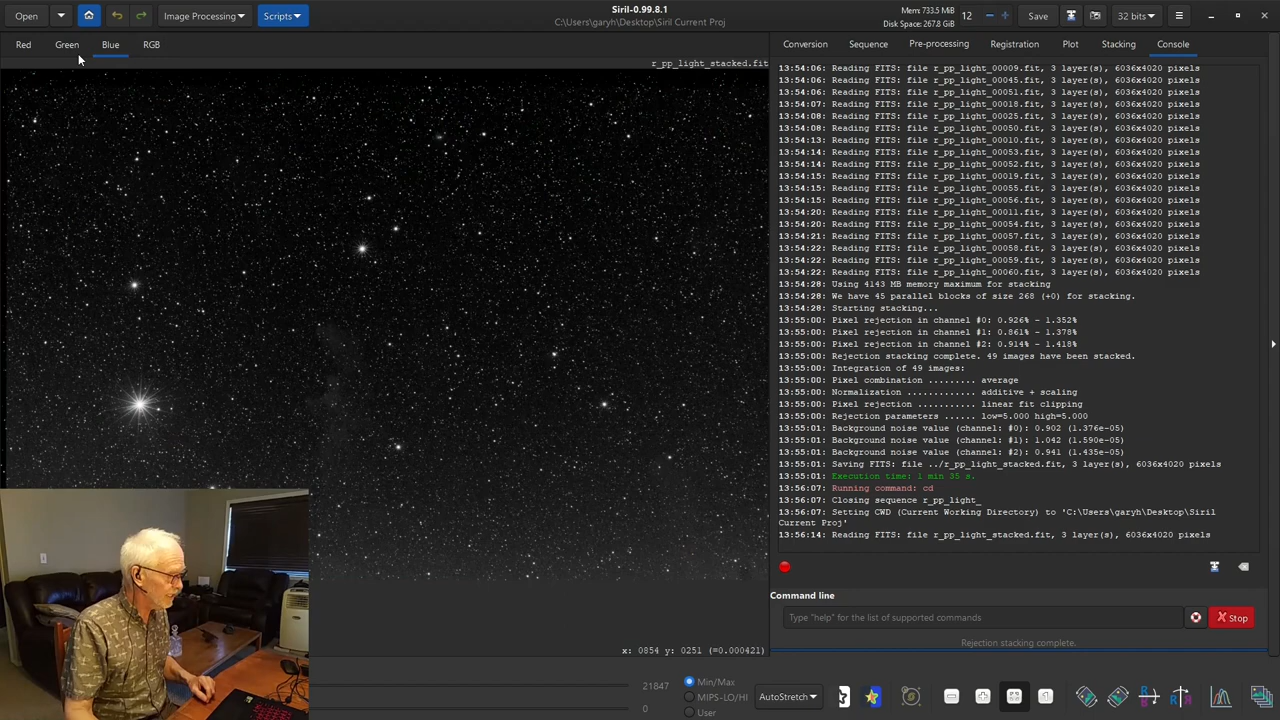 Open
Image Processing
Scripts
Siril-0.99.8.1
C:\Users\garyh\Desktop\Siril Current Proj
Mem: 733.5 MiB
Disk Space: 267.8 GiB
12
Save
32 bits
Red
Green
Blue
RGB
r_pp_light_stacked.fit
Conversion
Sequence
Pre-processing
Registration
Plot
Stacking
Console
13:54:06: Reading FITS: file r_pp_light_00009.fit, 3 layer(s), 6036x4020 pixels
13:54:06: Reading FITS: file r_pp_light_00045.fit, 3 layer(s), 6036x4020 pixels
13:54:06: Reading FITS: file r_pp_light_00051.fit, 3 layer(s), 6036x4020 pixels
13:54:07: Reading FITS: file r_pp_light_00018.fit, 3 layer(s), 6036x4020 pixels
13:54:08: Reading FITS: file r_pp_light_00025.fit, 3 layer(s), 6036x4020 pixels
13:54:08: Reading FITS: file r_pp_light_00050.fit, 3 layer(s), 6036x4020 pixels
13:54:13: Reading FITS: file r_pp_light_00010.fit, 3 layer(s), 6036x4020 pixels
13:54:14: Reading FITS: file r_pp_light_00053.fit, 3 layer(s), 6036x4020 pixels
13:54:14: Reading FITS: file r_pp_light_00052.fit, 3 layer(s), 6036x4020 pixels
13:54:15: Reading FITS: file r_pp_light_00019.fit, 3 layer(s), 6036x4020 pixels
13:54:15: Reading FITS: file r_pp_light_00055.fit, 3 layer(s), 6036x4020 pixels
13:54:15: Reading FITS: file r_pp_light_00056.fit, 3 layer(s), 6036x4020 pixels
13:54:20: Reading FITS: file r_pp_light_00011.fit, 3 layer(s), 6036x4020 pixels
13:54:20: Reading FITS: file r_pp_light_00054.fit, 3 layer(s), 6036x4020 pixels
13:54:21: Reading FITS: file r_pp_light_00057.fit, 3 layer(s), 6036x4020 pixels
13:54:22: Reading FITS: file r_pp_light_00058.fit, 3 layer(s), 6036x4020 pixels
13:54:22: Reading FITS: file r_pp_light_00059.fit, 3 layer(s), 6036x4020 pixels
13:54:22: Reading FITS: file r_pp_light_00060.fit, 3 layer(s), 6036x4020 pixels
13:54:28: Using 4143 MB memory maximum for stacking
13:54:28: We have 45 parallel blocks of size 268 (+0) for stacking.
13:54:28: Starting stacking...
13:55:00: Pixel rejection in channel #0: 0.926% - 1.352%
13:55:00: Pixel rejection in channel #1: 0.861% - 1.378%
13:55:00: Pixel rejection in channel #2: 0.914% - 1.418%
13:55:00: Rejection stacking complete. 49 images have been stacked.
13:55:00: Integration of 49 images:
13:55:00: Pixel combination ......... average
13:55:00: Normalization ............. additive + scaling
13:55:00: Pixel rejection ........... linear fit clipping
13:55:00: Rejection parameters ...... low=5.000 high=5.000
13:55:01: Background noise value (channel: #0): 0.902 (1.376e-05)
13:55:01: Background noise value (channel: #1): 1.042 (1.590e-05)
13:55:01: Background noise value (channel: #2): 0.941 (1.435e-05)
13:55:01: Saving FITS: file ../r_pp_light_stacked.fit, 3 layer(s), 6036x4020 pixels
13:55:01: Execution time: 1 min 35 s.
13:56:07: Running command: cd
13:56:07: Closing sequence r_pp_light_
13:56:07: Setting CWD (Current Working Directory) to 'C:\Users\garyh\Desktop\Siril
Current Proj'
13:56:14: Reading FITS: file r_pp_light_stacked.fit, 3 layer(s), 6036x4020 pixels
Command line
Type "help" for the list of supported commands
Stop
Rejection stacking complete.
x: 0854 y: 0251 (=0.000421)
21847
0
Min/Max
MIPS-LO/HI
User
AutoStretch